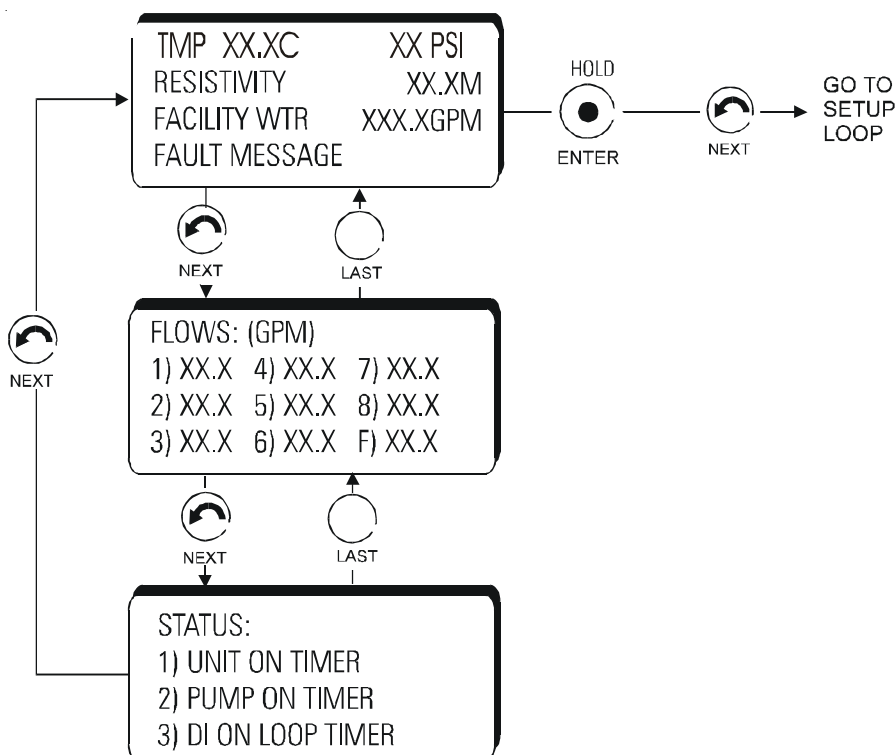 TMP XX.XC XX PSI
RESISTIVITY XX.XM
FACILITY WTR XXX.XGPM
FAULT MESSAGE
HOLD
ENTER
NEXT
GO TO
SETUP
LOOP
NEXT
LAST
NEXT
FLOWS: (GPM)
1) XX.X 4) XX.X 7) XX.X
2) XX.X 5) XX.X 8) XX.X
3) XX.X 6) XX.X F) XX.X
NEXT
LAST
STATUS:
1) UNIT ON TIMER
2) PUMP ON TIMER
3) DI ON LOOP TIMER